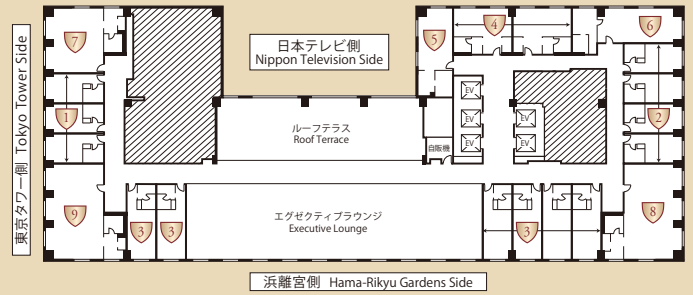 日本テレビ側
Nippon Television Side
東京タワー側 Tokyo Tower Side
7
5
4
6
EV
EV
EV
EV
EV
1
2
ルーフテラス
Roof Terrace
自販機
9
3
3
エグゼクティブラウンジ
Executive Lounge
3
8
浜離宮側 Hama-Rikyu Gardens Side